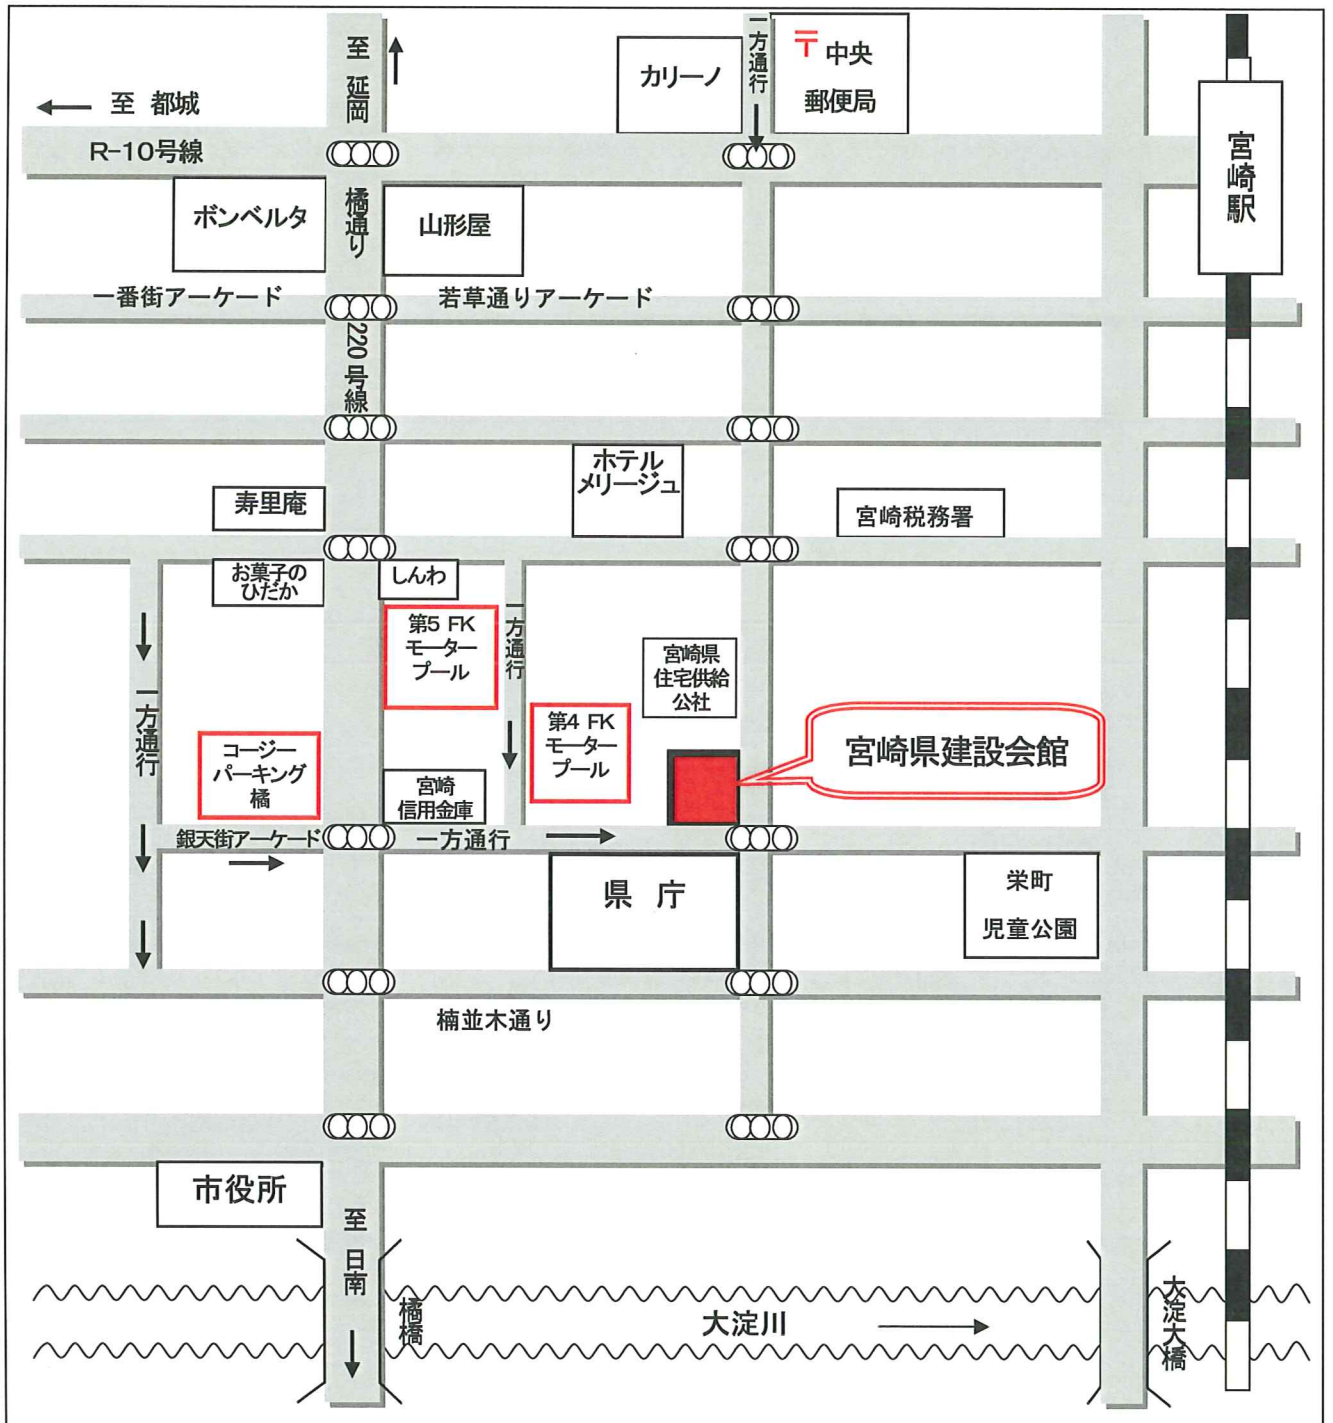 至 延岡
一方通行
〒 中央
郵便局
カリーノ
至 都城
R-10号線
宮崎駅
ボンベルタ
橘通り
山形屋
一番街アーケード
若草通りアーケード
220号線
ホテル
メリージュ
寿里庵
宮崎税務署
お菓子の
ひだか
しんわ
第5 FK
モーター
プール
一方通行
宮崎県
住宅供給
公社
一方通行
第4 FK
モーター
プール
宮崎県建設会館
コージー
パーキング
橘
宮崎
信用金庫
銀天街アーケード
一方通行
県 庁
栄町
児童公園
楠並木通り
市役所
至 日南
橘橋
大淀川
大淀大橋